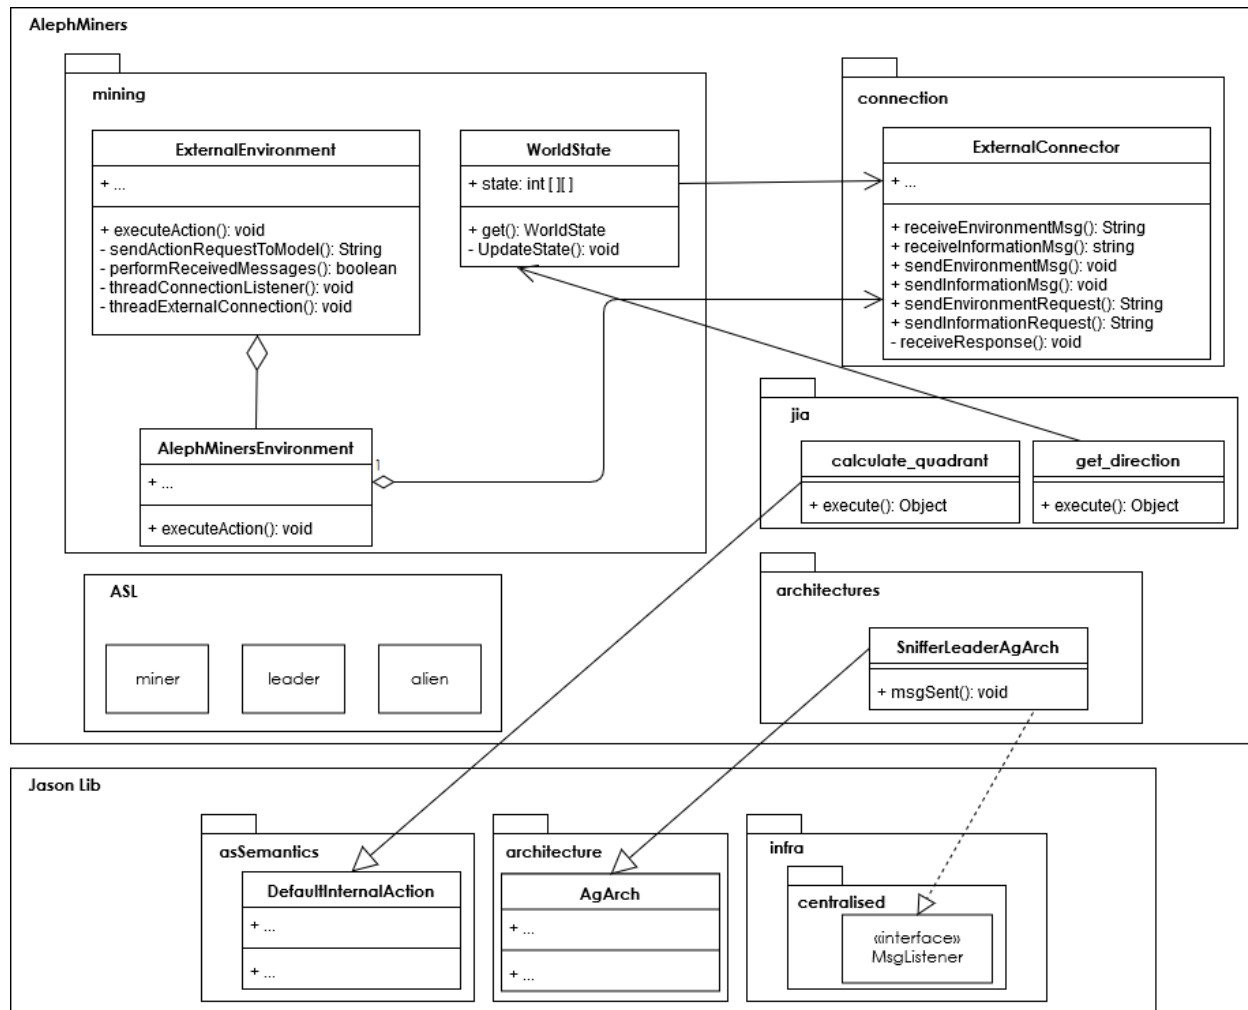 AlephMiners
mining
ExternalEnvironment
+ ...
+ executeAction(): void
- sendActionRequestToModel(): String
- performReceivedMessages(): boolean
- threadConnectionListener(): void
- threadExternalConnection(): void
WorldState
+ state: int [ ][ ]
+ get(): WorldState
- UpdateState(): void
AlephMinersEnvironment
+ ...
+ executeAction(): void
1
connection
ExternalConnector
+ ...
+ receiveEnvironmentMsg(): String
+ receiveInformationMsg(): string
+ sendEnvironmentMsg(): void
+ sendInformationMsg(): void
+ sendEnvironmentRequest(): String
+ sendInformationRequest(): String
- receiveResponse(): void
jia
calculate_quadrant
+ execute(): Object
get_direction
+ execute(): Object
ASL
miner
leader
alien
architectures
SnifferLeaderAgArch
+ msgSent(): void
Jason Lib
asSemantics
DefaultInternalAction
+ ...
+ ...
architecture
AgArch
+ ...
+ ...
infra
centralised
«interface»
MsgListener